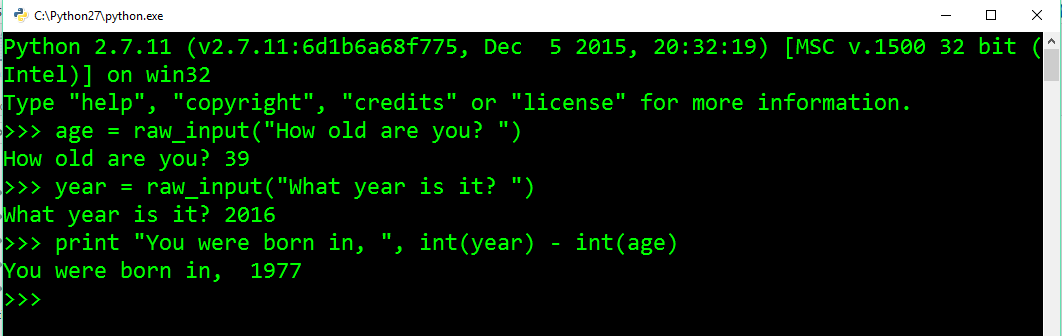 C:\Python27\python.exe
Python 2.7.11 (v2.7.11:6d1b6a68f775, Dec  5 2015, 20:32:19) [MSC v.1500 32 bit (
Intel)] on win32
Type "help", "copyright", "credits" or "license" for more information.
>>> age = raw_input("How old are you? ")
How old are you? 39
>>> year = raw_input("What year is it? ")
What year is it? 2016
>>> print "You were born in, ", int(year) - int(age)
You were born in,  1977
>>>